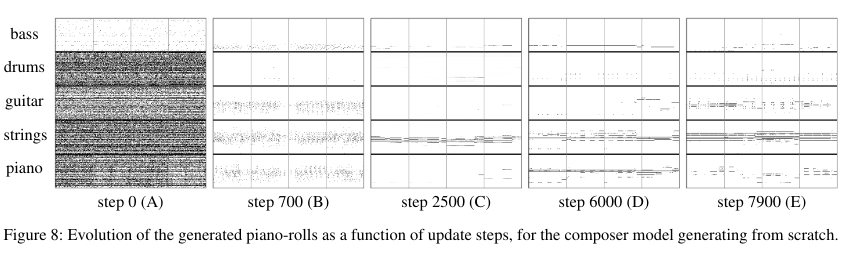 bass
drums
guitar
strings
piano
step 0 (A) step 700 (B) step 2500 (C) step 6000 (D) step 7900 (E)
Figure 8: Evolution of the generated piano-rolls as a function of update steps, for the composer model generating from scratch.